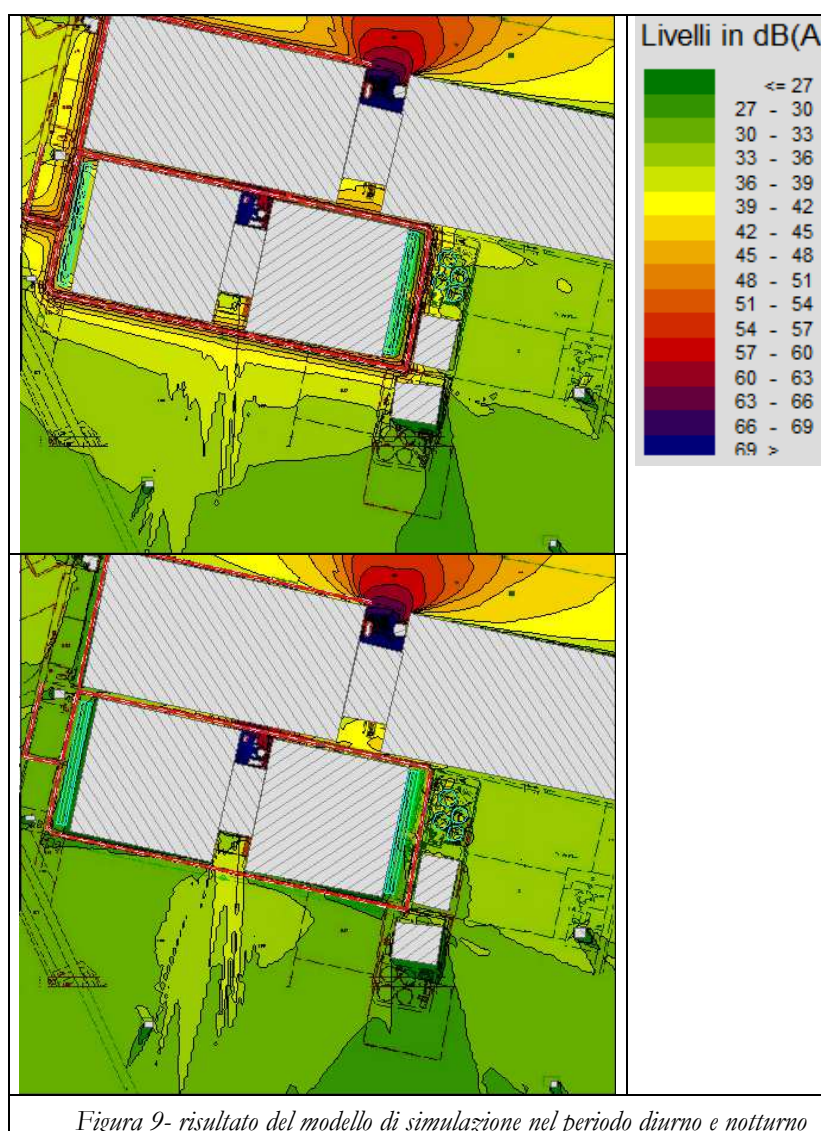 Livelli in dB(A
<= 27
27 - 30
30 - 33
33 - 36
36 - 39
39 - 42
42 - 45
45 - 48
48 - 51
51 - 54
54 - 57
57 - 60
60 - 63
63 - 66
66 - 69
69 >
Figura 9- risultato del modello di simulazione nel periodo diurno e notturno